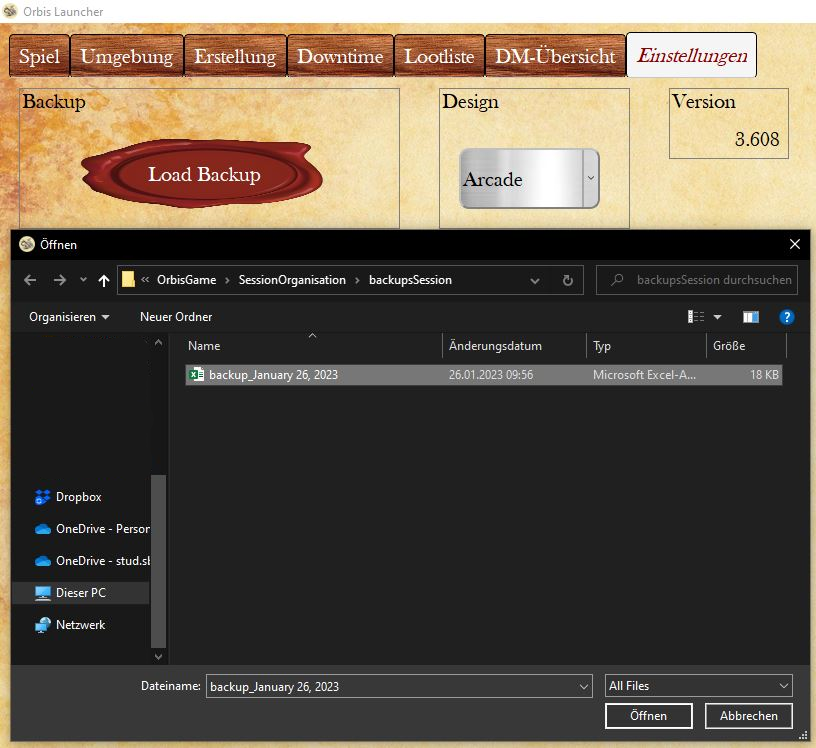 Orbis Launcher
Spiel Umgebung Erstellung Downtime Lootliste DM-Übersicht Einstellungen
Backup Design Version
3.608
Load Backup
Arcade
Öffnen
« OrbisGame › SessionOrganisation › backupsSession backupsSession durchsuchen
Organisieren Neuer Ordner ?
Name Änderungsdatum Typ Größe
backup_January 26, 2023 26.01.2023 09:56 Microsoft Excel-A... 18 KB
Dropbox
OneDrive - Person
OneDrive - stud.sb
Dieser PC
Netzwerk
Dateiname: backup_January 26, 2023 All Files
Öffnen Abbrechen